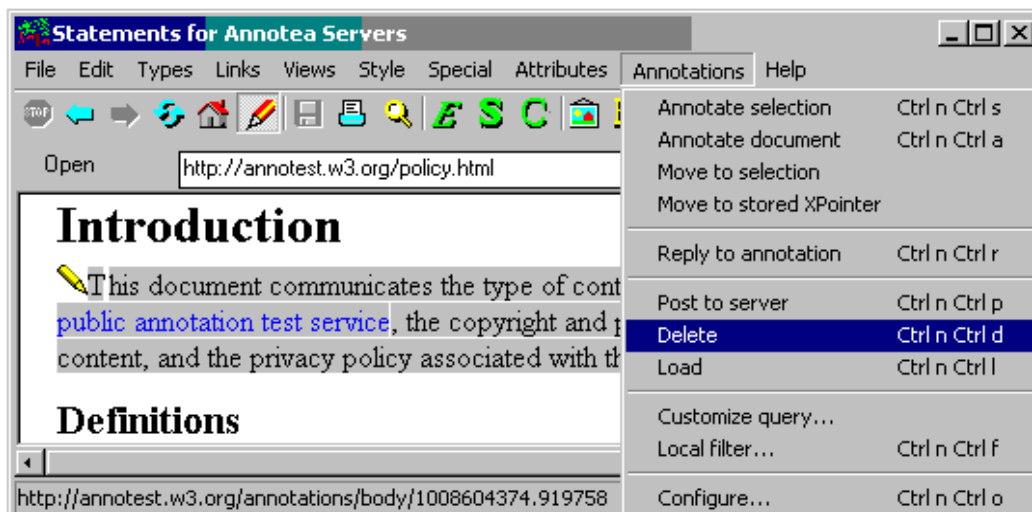 Statements for Annotea Servers
File Edit Types Links Views Style Special Attributes Annotations Help
STOP E S C
Open http://annotest.w3.org/policy.html
Introduction
This document communicates the type of cont
public annotation test service, the copyright and p
content, and the privacy policy associated with th
Definitions
http://annotest.w3.org/annotations/body/1008604374.919758
Annotate selection Ctrl n Ctrl s
Annotate document Ctrl n Ctrl a
Move to selection
Move to stored XPointer
Reply to annotation Ctrl n Ctrl r
Post to server Ctrl n Ctrl p
Delete Ctrl n Ctrl d
Load Ctrl n Ctrl l
Customize query...
Local filter... Ctrl n Ctrl f
Configure... Ctrl n Ctrl o